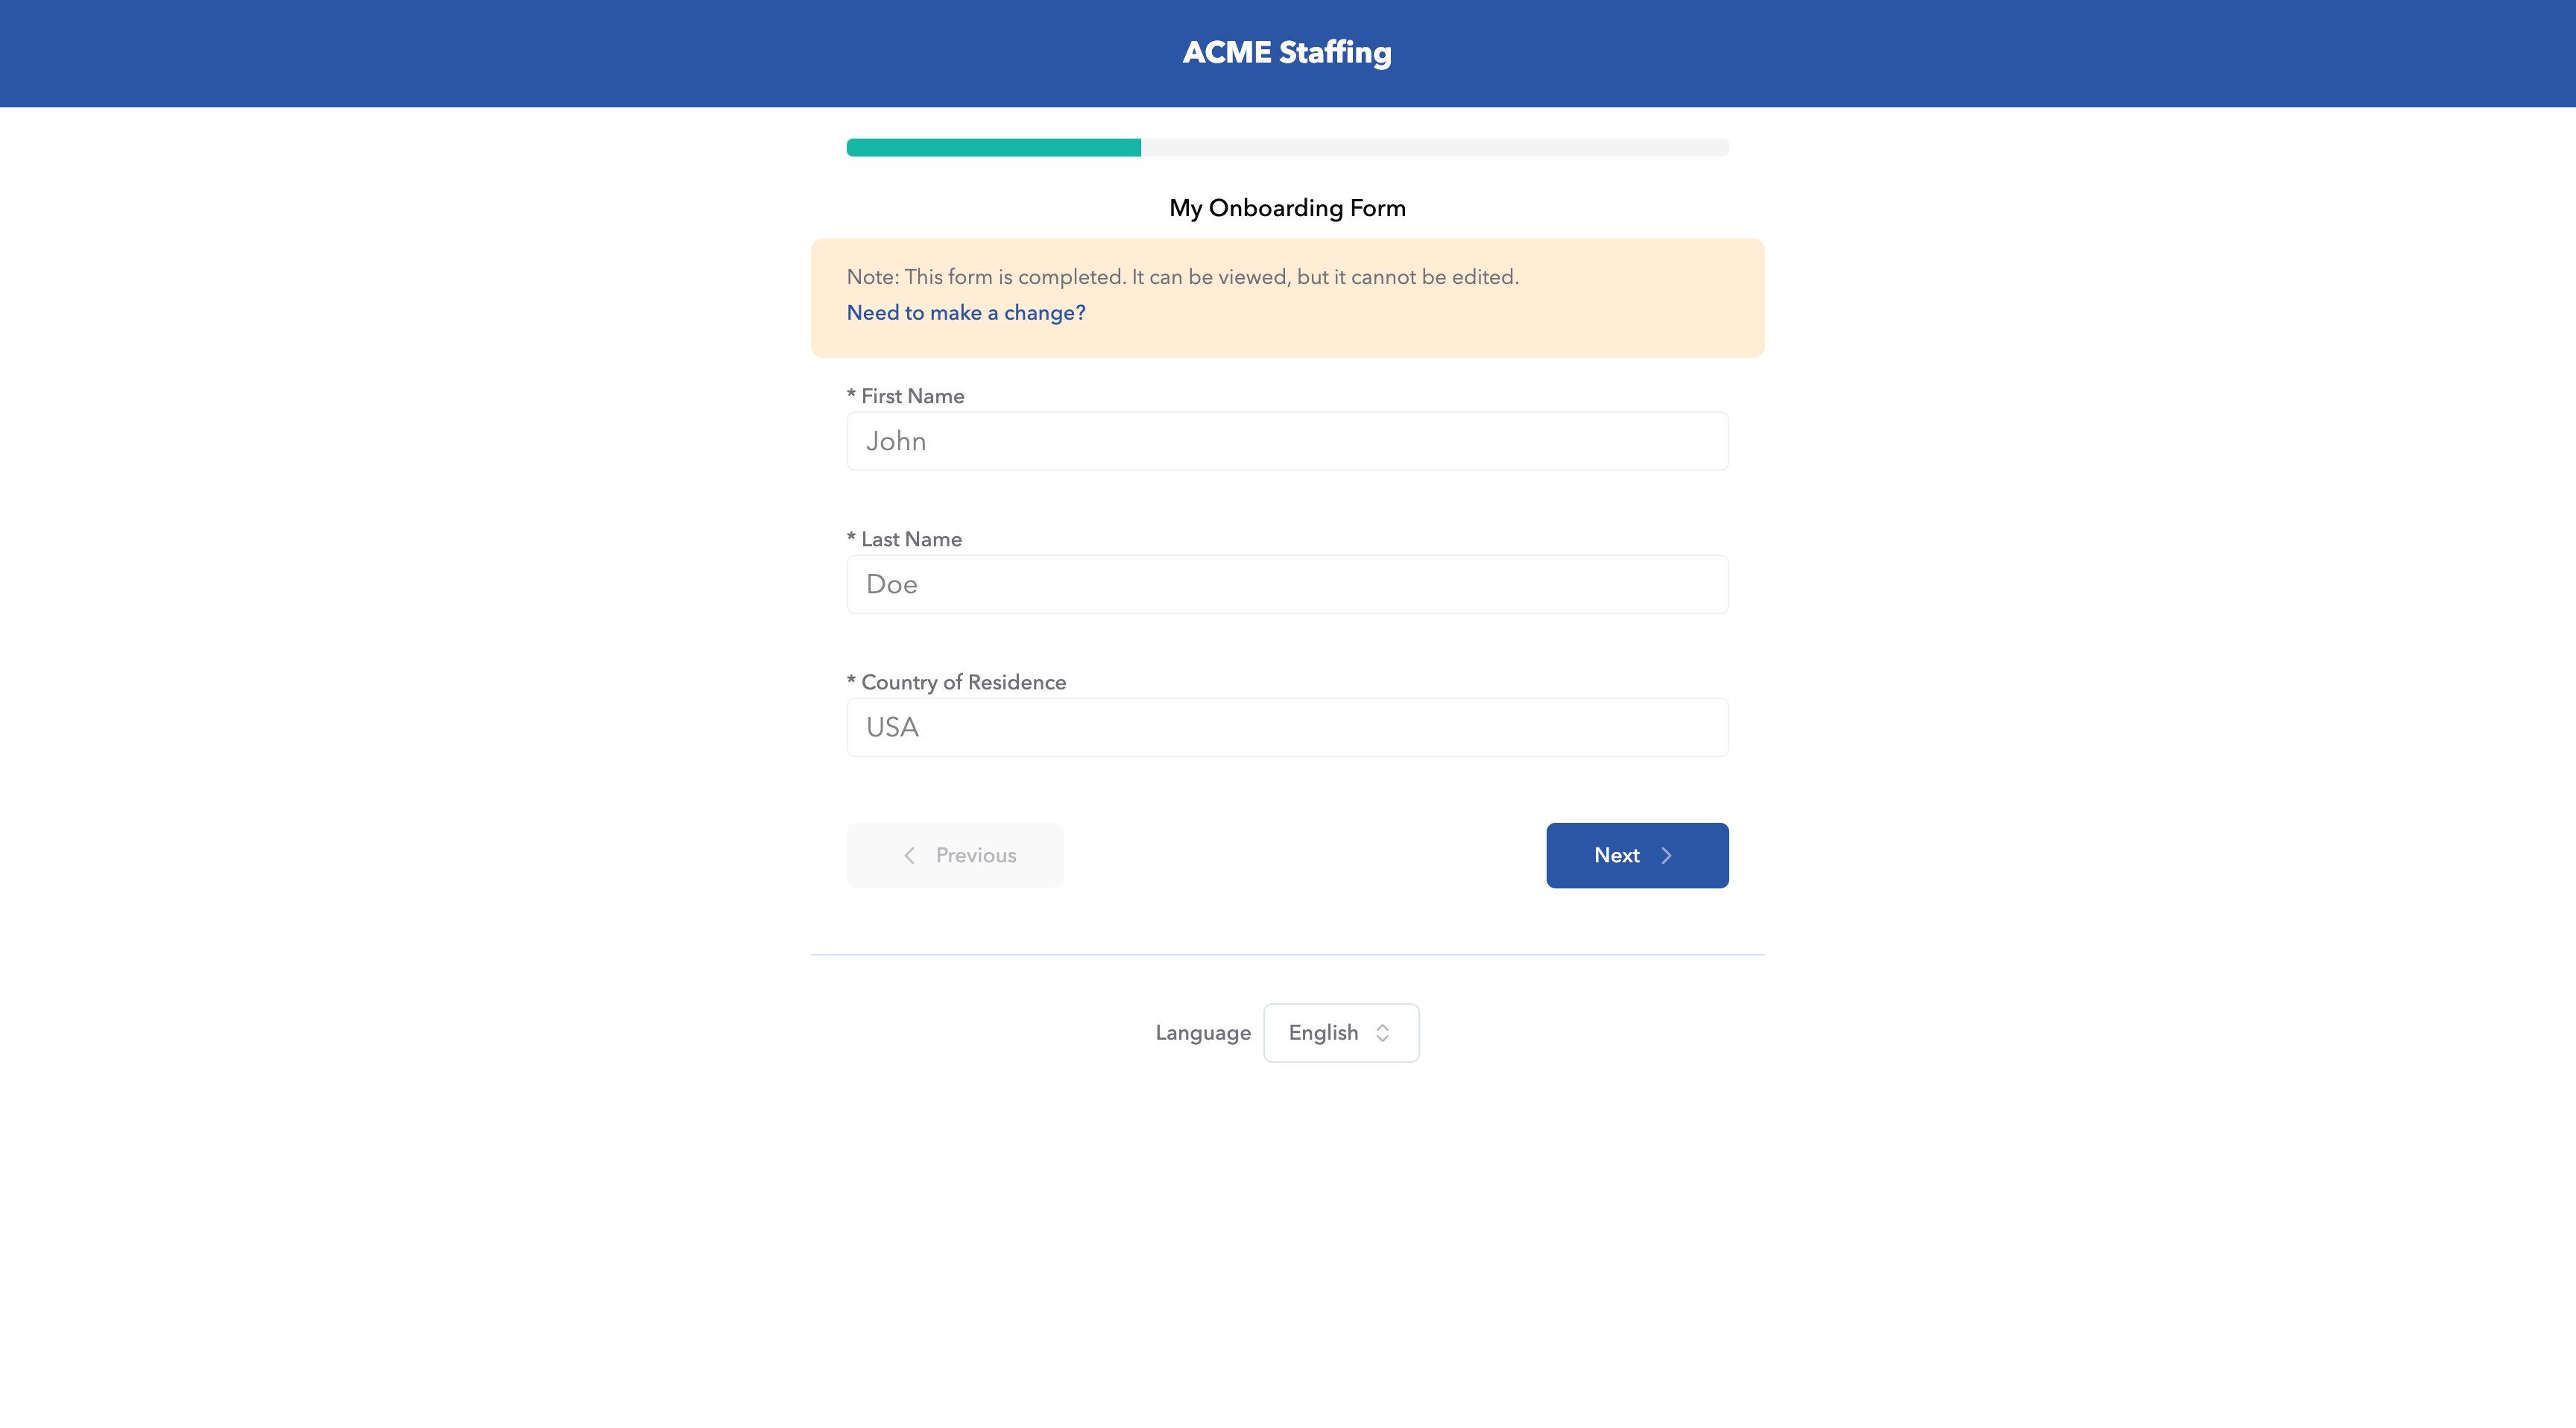 ACME Staffing
My Onboarding Form
Note: This form is completed. It can be viewed, but it cannot be edited.
Need to make a change?
* First Name
John
* Last Name
Doe
* Country of Residence
USA
Previous
Next
Language
English